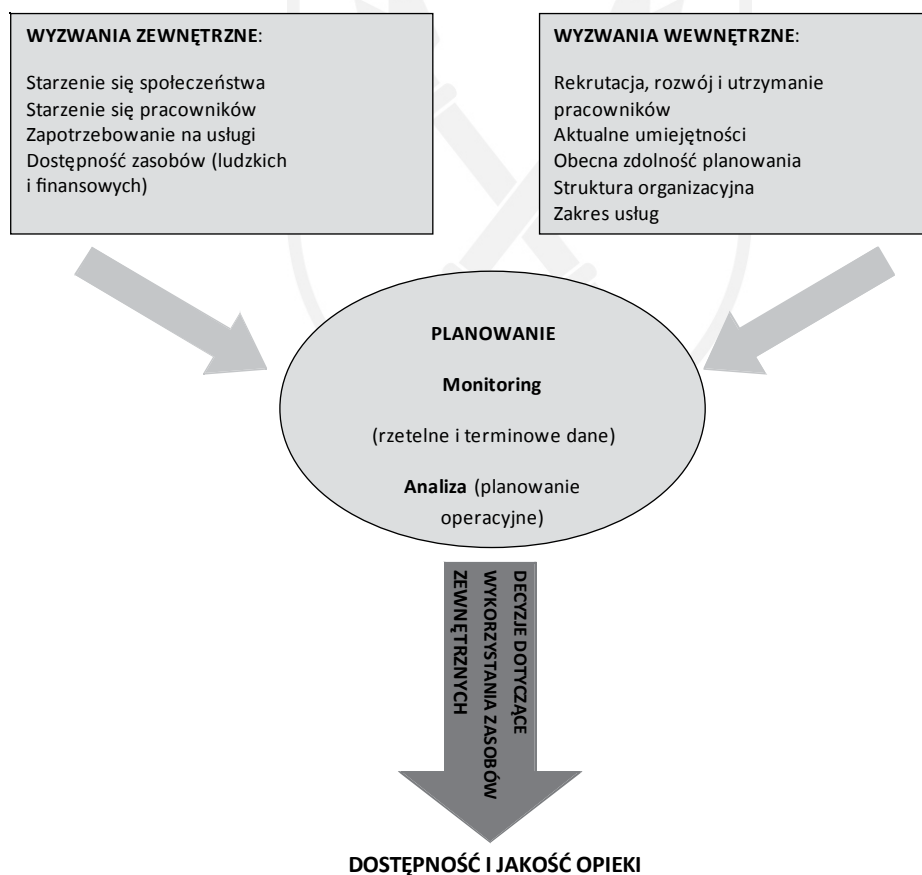 WYZWANIA ZEWNĘTRZNE:
Starzenie się społeczeństwa
Starzenie się pracowników
Zapotrzebowanie na usługi
Dostępność zasobów (ludzkich
i finansowych)
WYZWANIA WEWNĘTRZNE:
Rekrutacja, rozwój i utrzymanie
pracowników
Aktualne umiejętności
Obecna zdolność planowania
Struktura organizacyjna
Zakres usług
PLANOWANIE
Monitoring
(rzetelne i terminowe dane)
Analiza (planowanie
operacyjne)
DECYZJE DOTYCZĄCE
WYKORZYSTANIA ZASOBÓW
ZEWNĘTRZNYCH
DOSTĘPNOŚĆ I JAKOŚĆ OPIEKI